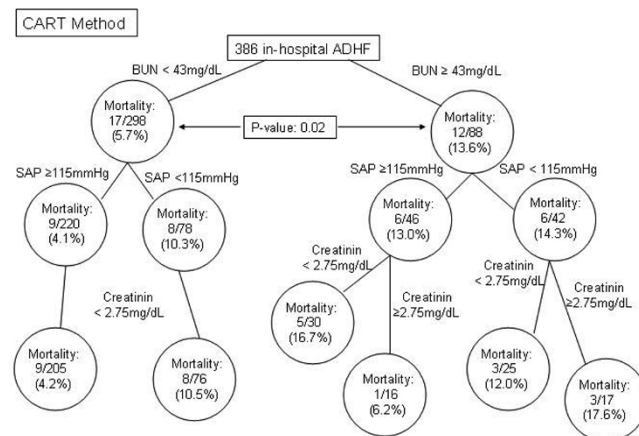 CART Method
386 in-hospital ADHF
BUN < 43mg/dL
BUN ≥ 43mg/dL
Mortality:
17/298
(5.7%)
P-value: 0.02
Mortality:
12/88
(13.6%)
SAP ≥115mmHg
SAP <115mmHg
SAP ≥115mmHg
SAP < 115mmHg
Mortality:
9/220
(4.1%)
Mortality:
8/78
(10.3%)
Mortality:
6/46
(13.0%)
Mortality:
6/42
(14.3%)
Creatinin
< 2.75mg/dL
Creatinin
< 2.75mg/dL
Creatinin
≥2.75mg/dL
Creatinin
< 2.75mg/dL
Creatinin
≥2.75mg/dL
Mortality:
9/205
(4.2%)
Mortality:
8/76
(10.5%)
Mortality:
5/30
(16.7%)
Mortality:
1/16
(6.2%)
Mortality:
3/25
(12.0%)
Mortality:
3/17
(17.6%)